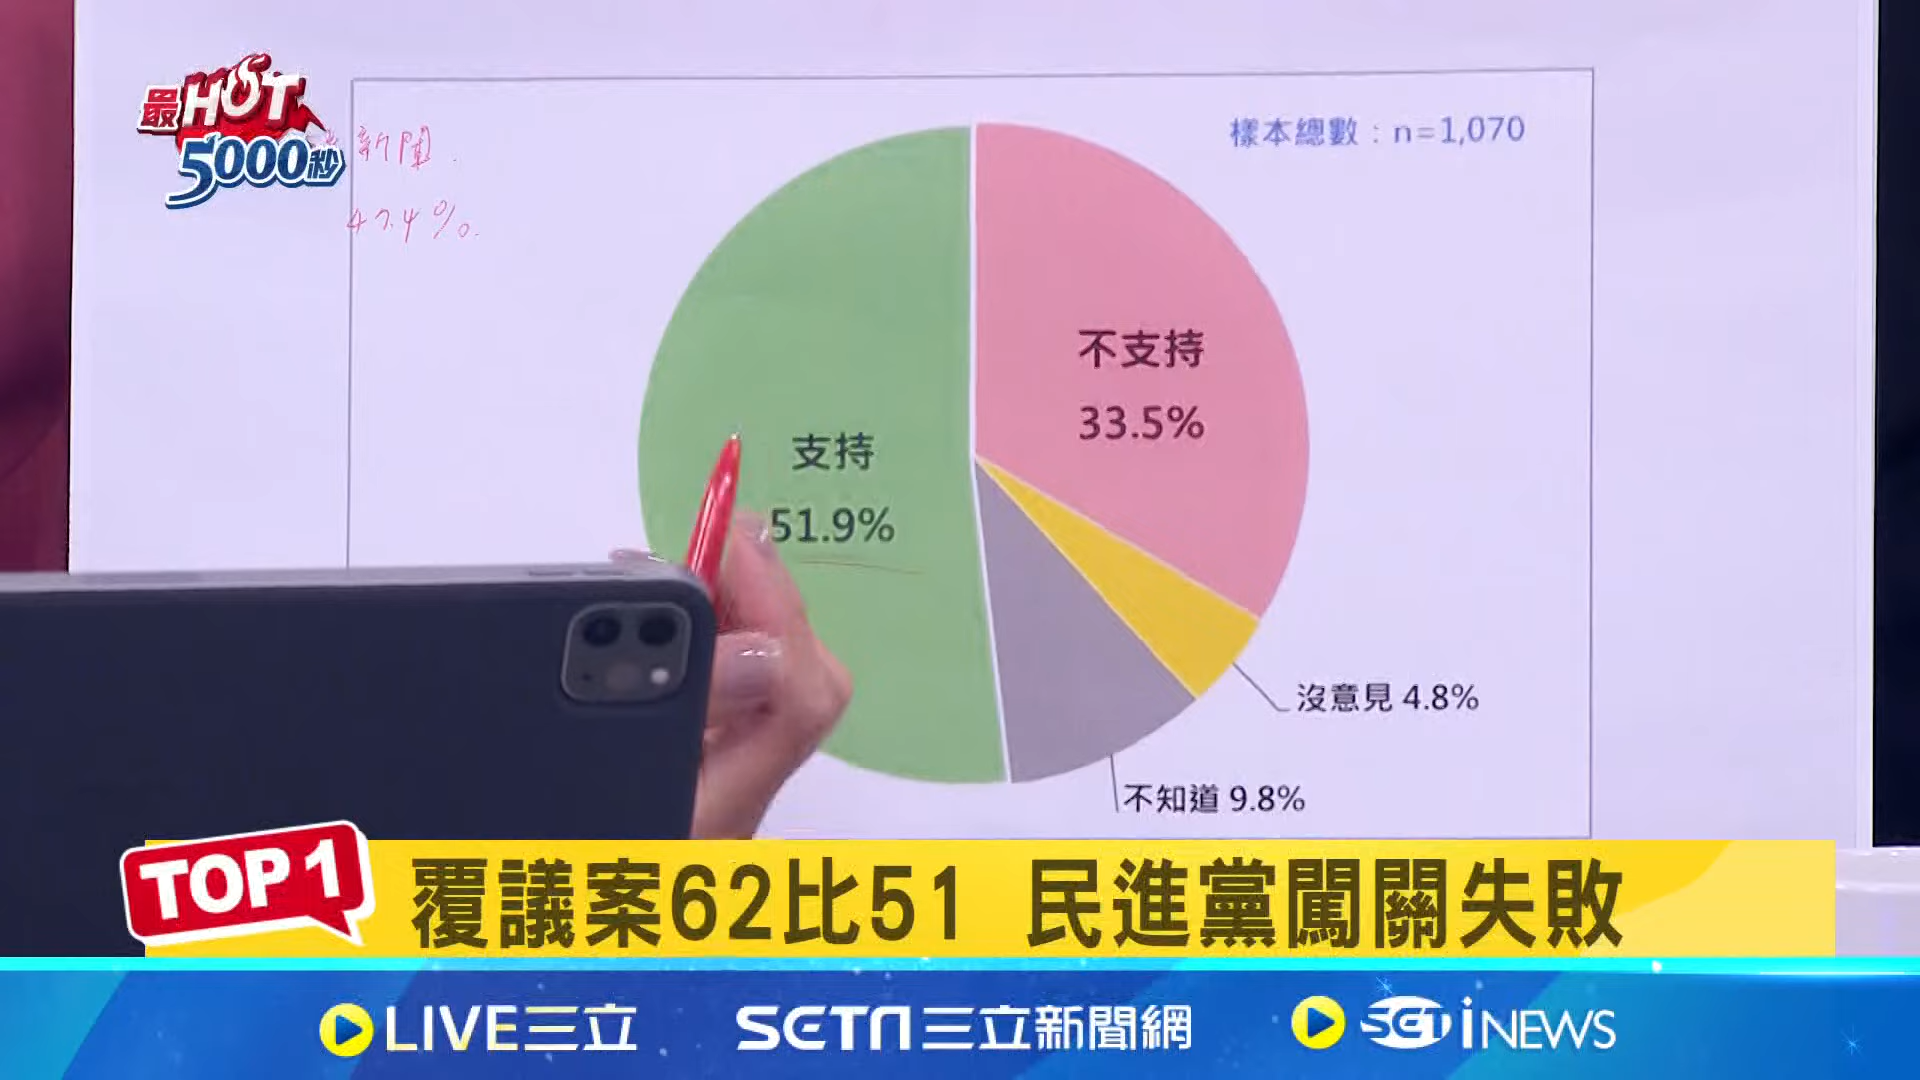 最HOT
5000秒
新聞
47.4%
樣本總數：n=1,070
不支持
33.5%
支持
51.9%
沒意見 4.8%
不知道 9.8%
TOP 1
覆議案62比51 民進黨闖關失敗
LIVE三立
SETN三立新聞網
SETiNEWS